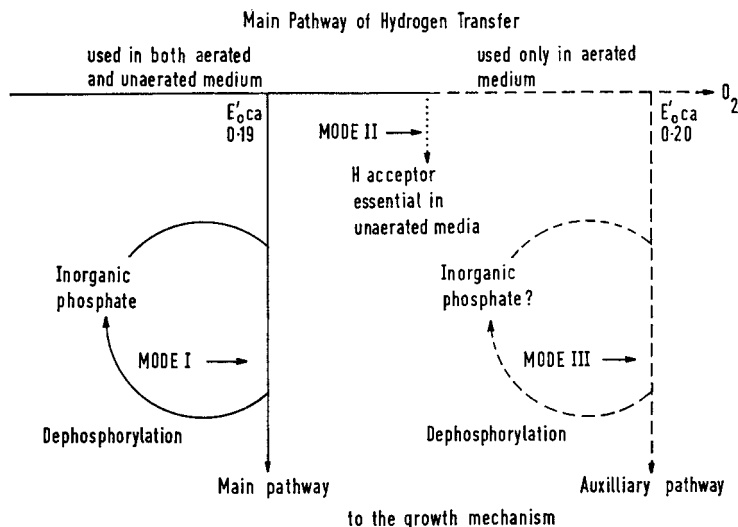 Main Pathway of Hydrogen Transfer
used in both aerated
and unaerated medium
used only in aerated
medium
O2
E'o ca
0·19
MODE II
E'o ca
0·20
H acceptor
essential in
unaerated media
Inorganic
phosphate
Inorganic
phosphate?
MODE I
MODE III
Dephosphorylation
Dephosphorylation
Main pathway
Auxilliary pathway
to the growth mechanism